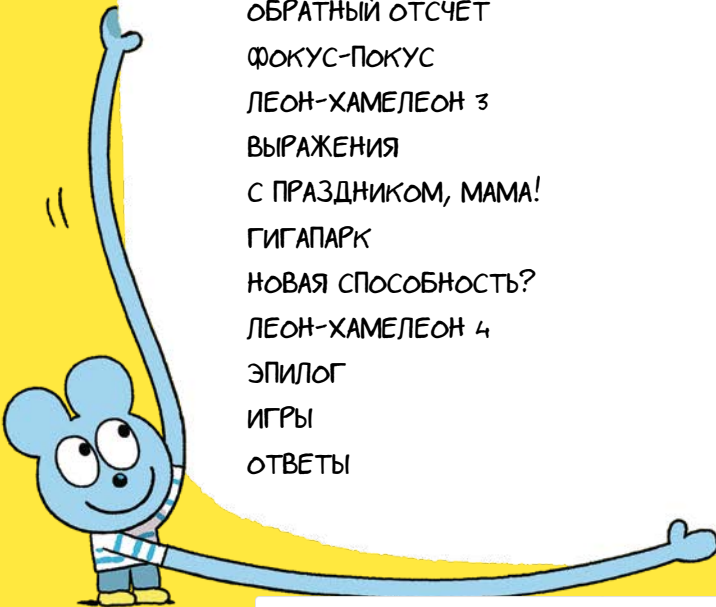 ОБРАТНЫЙ ОТСЧЕТ
ФОКУС-ПОКУС
ЛЕОН-ХАМЕЛЕОН 3
ВЫРАЖЕНИЯ
С ПРАЗДНИКОМ, МАМА!
ГИГАПАРК
НОВАЯ СПОСОБНОСТЬ?
ЛЕОН-ХАМЕЛЕОН 4
ЭПИЛОГ
ИГРЫ
ОТВЕТЫ